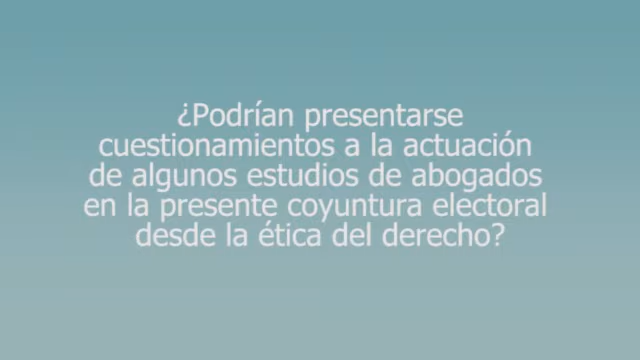 ¿Podrían presentarse
cuestionamientos a la actuación
de algunos estudios de abogados
en la presente coyuntura electoral
desde la ética del derecho?